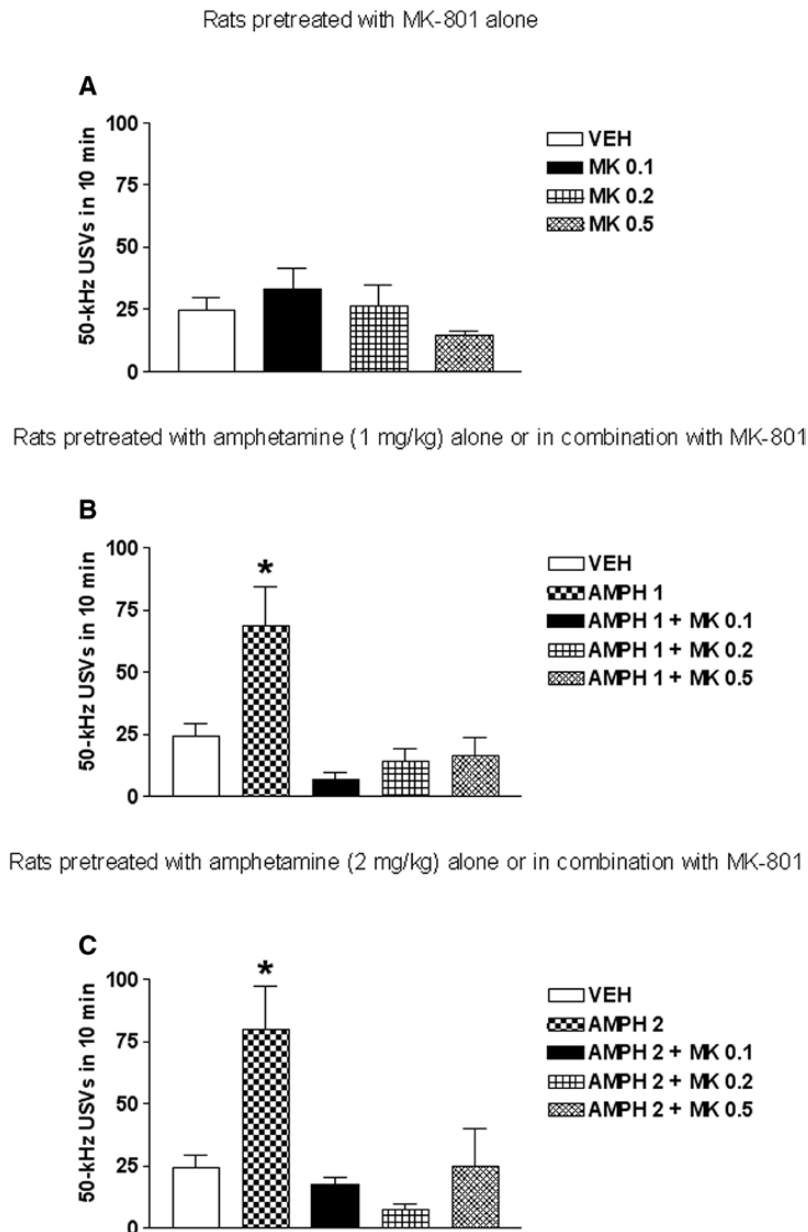 Rats pretreated with MK-801 alone
A
50-kHz USVs in 10 min
100
75
50
25
0
VEH
MK 0.1
MK 0.2
MK 0.5
Rats pretreated with amphetamine (1 mg/kg) alone or in combination with MK-801
B
50-kHz USVs in 10 min
100
75
50
25
0
*
VEH
AMPH 1
AMPH 1 + MK 0.1
AMPH 1 + MK 0.2
AMPH 1 + MK 0.5
Rats pretreated with amphetamine (2 mg/kg) alone or in combination with MK-801
C
50-kHz USVs in 10 min
100
75
50
25
0
*
VEH
AMPH 2
AMPH 2 + MK 0.1
AMPH 2 + MK 0.2
AMPH 2 + MK 0.5